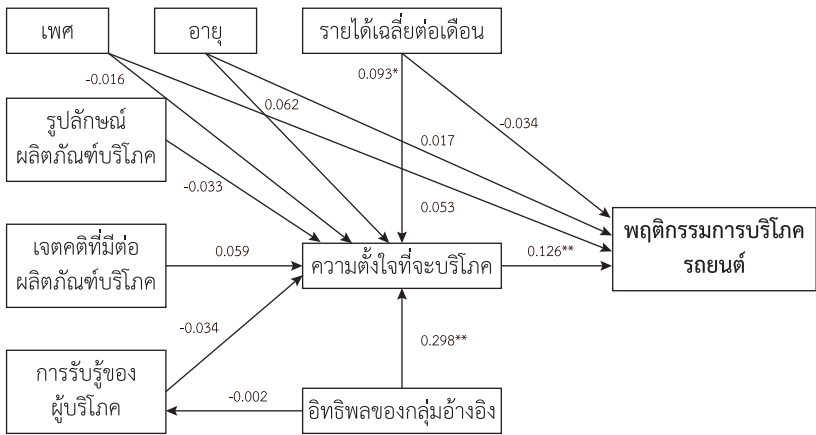 เพศ
อายุ
รายได้เฉลี่ยต่อเดือน
-0.016
0.062
0.093*
-0.034
รูปลักษณ์
ผลิตภัณฑ์บริโภค
0.017
-0.033
0.053
เจตคติที่มีต่อ
ผลิตภัณฑ์บริโภค
0.059
ความตั้งใจที่จะบริโภค
0.126**
พฤติกรรมการบริโภค
รถยนต์
-0.034
0.298**
การรับรู้ของ
ผู้บริโภค
-0.002
อิทธิพลของกลุ่มอ้างอิง